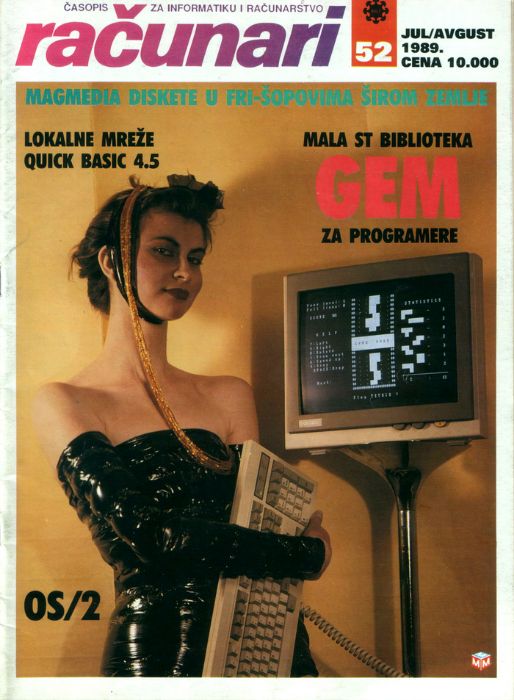 ČASOPIS ZA INFORMATIKU I RAČUNARSTVO
računari
52
JUL/AVGUST
1989.
CENA 10.000
MAGMEDIA DISKETE U FRI-ŠOPOVIMA ŠIROM ZEMLJE
LOKALNE MREŽE
QUICK BASIC 4.5
MALA ST BIBLIOTEKA
GEM
ZA PROGRAMERE
STATISTICS
HELP
OS/2